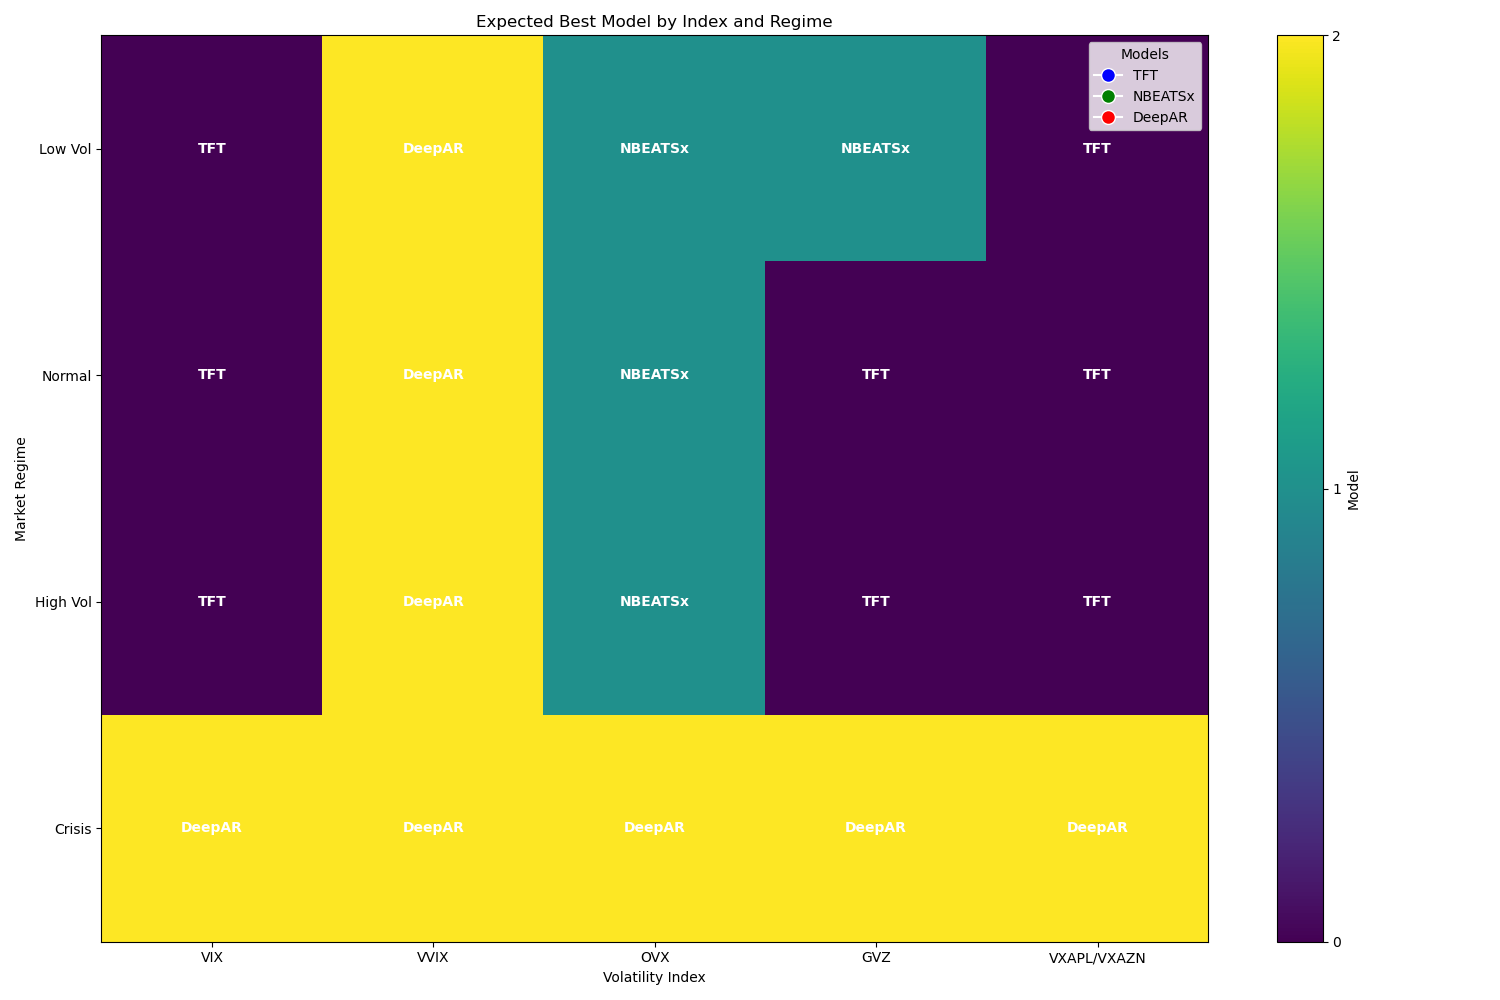 Expected Best Model by Index and Regime
Models
TFT
NBEATSx
DeepAR
Low Vol
TFT
DeepAR
NBEATSx
NBEATSx
TFT
Normal
TFT
DeepAR
NBEATSx
TFT
TFT
High Vol
TFT
DeepAR
NBEATSx
TFT
TFT
Crisis
DeepAR
DeepAR
DeepAR
DeepAR
DeepAR
Market Regime
VIX
VVIX
OVX
GVZ
VXAPL/VXAZN
Volatility Index
2
1
0
Model